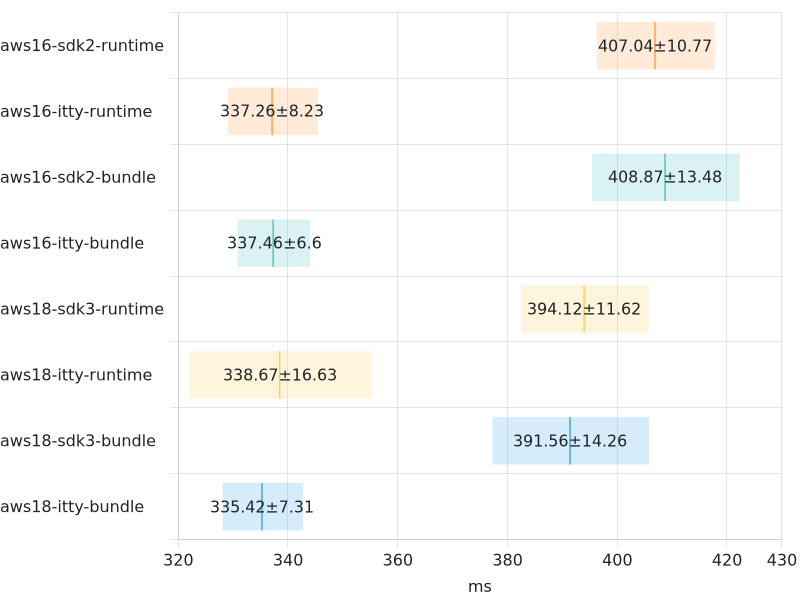 aws16-sdk2-runtime 407.04±10.77
aws16-itty-runtime 337.26±8.23
aws16-sdk2-bundle 408.87±13.48
aws16-itty-bundle 337.46±6.6
aws18-sdk3-runtime 394.12±11.62
aws18-itty-runtime 338.67±16.63
aws18-sdk3-bundle 391.56±14.26
aws18-itty-bundle 335.42±7.31
320 340 360 380 400 420 430
ms